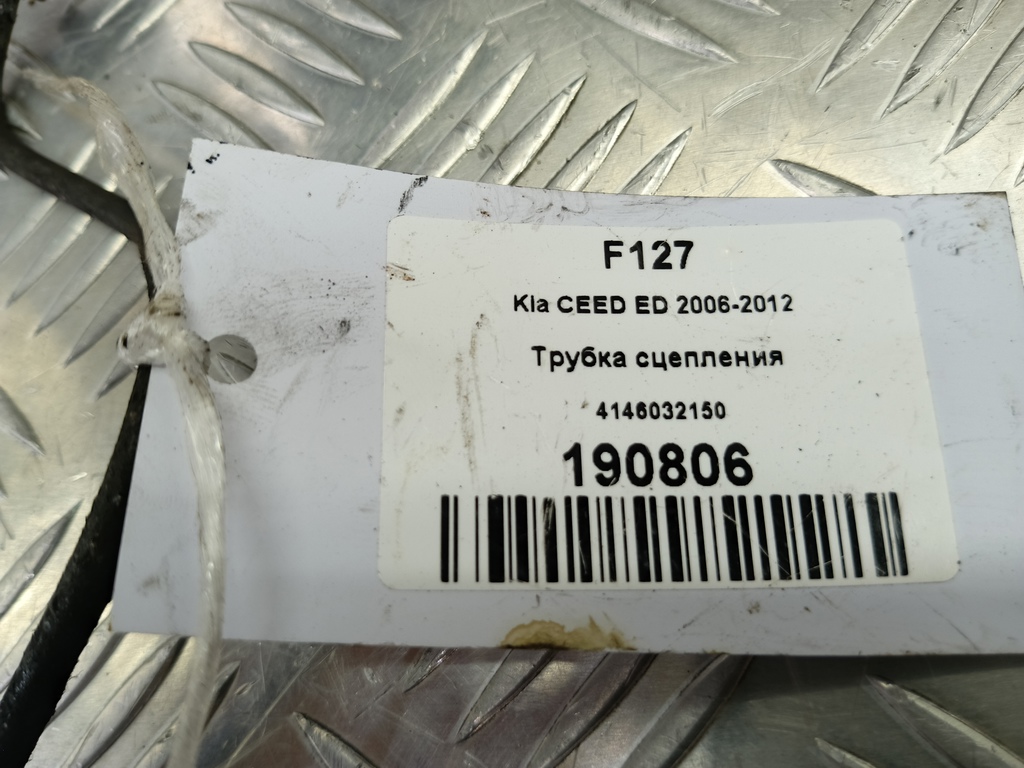 F127
Kia CEED ED 2006-2012
Трубка сцепления
4146032150
190806